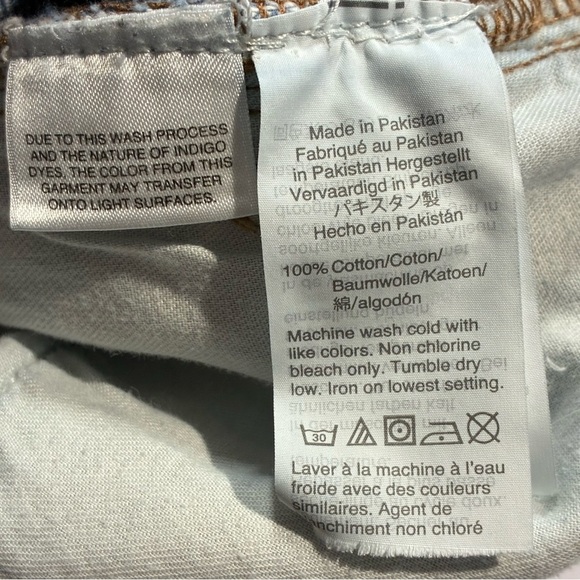 DUE TO THIS WASH PROCESS
AND THE NATURE OF INDIGO
DYES, THE COLOR FROM THIS
GARMENT MAY TRANSFER
ONTO LIGHT SURFACES.
Made in Pakistan
Fabriqué au Pakistan
in Pakistan Hergestellt
Vervaardigd in Pakistan
パキスタン製
Hecho en Pakistán
100% Cotton/Coton/
Baumwolle/Katoen/
綿/algodón
Machine wash cold with
like colors. Non chlorine
bleach only. Tumble dry
low. Iron on lowest setting.
30
Laver à la machine à l'eau
froide avec des couleurs
similaires. Agent de
nchiment non chloré